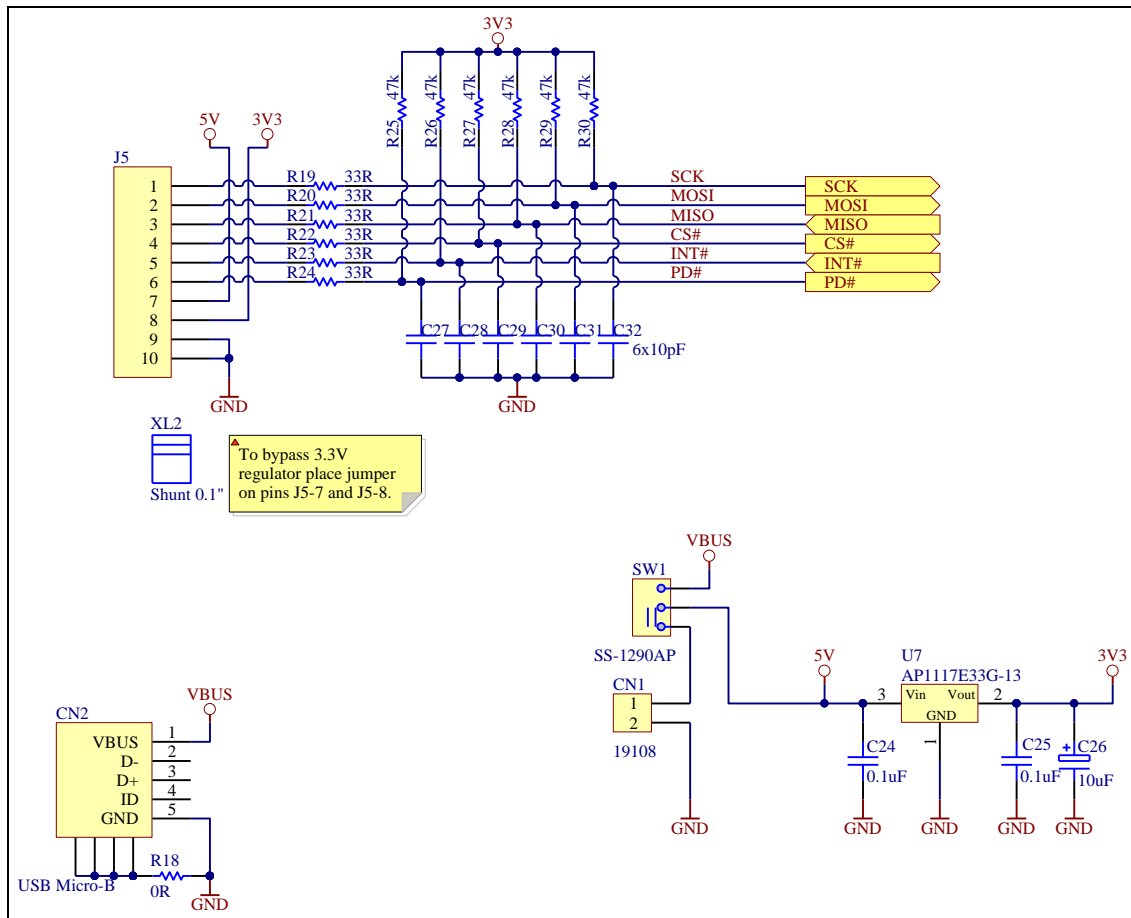 3V3
47k
47k
47k
47k
47k
47k
R25
R26
R27
R28
R29
R30
5V
3V3
J5
1
2
3
4
5
6
7
8
9
10
R19 33R
R20 33R
R21 33R
R22 33R
R23 33R
R24 33R
SCK
MOSI
MISO
CS#
INT#
PD#
SCK
MOSI
MISO
CS#
INT#
PD#
C27 C28 C29 C30 C31 C32
6x10pF
GND
GND
XL2
Shunt 0.1"
To bypass 3.3V
regulator place jumper
on pins J5-7 and J5-8.
VBUS
SW1
SS-1290AP
CN1
1
2
19108
GND
5V
U7
AP1117E33G-13
3V3
3 Vin Vout 2
GND
1
C24
0.1uF
C25
0.1uF
C26
+
10uF
GND
GND
GND
GND
VBUS
CN2
VBUS 1
D- 2
D+ 3
ID 4
GND 5
R18
0R
USB Micro-B
GND